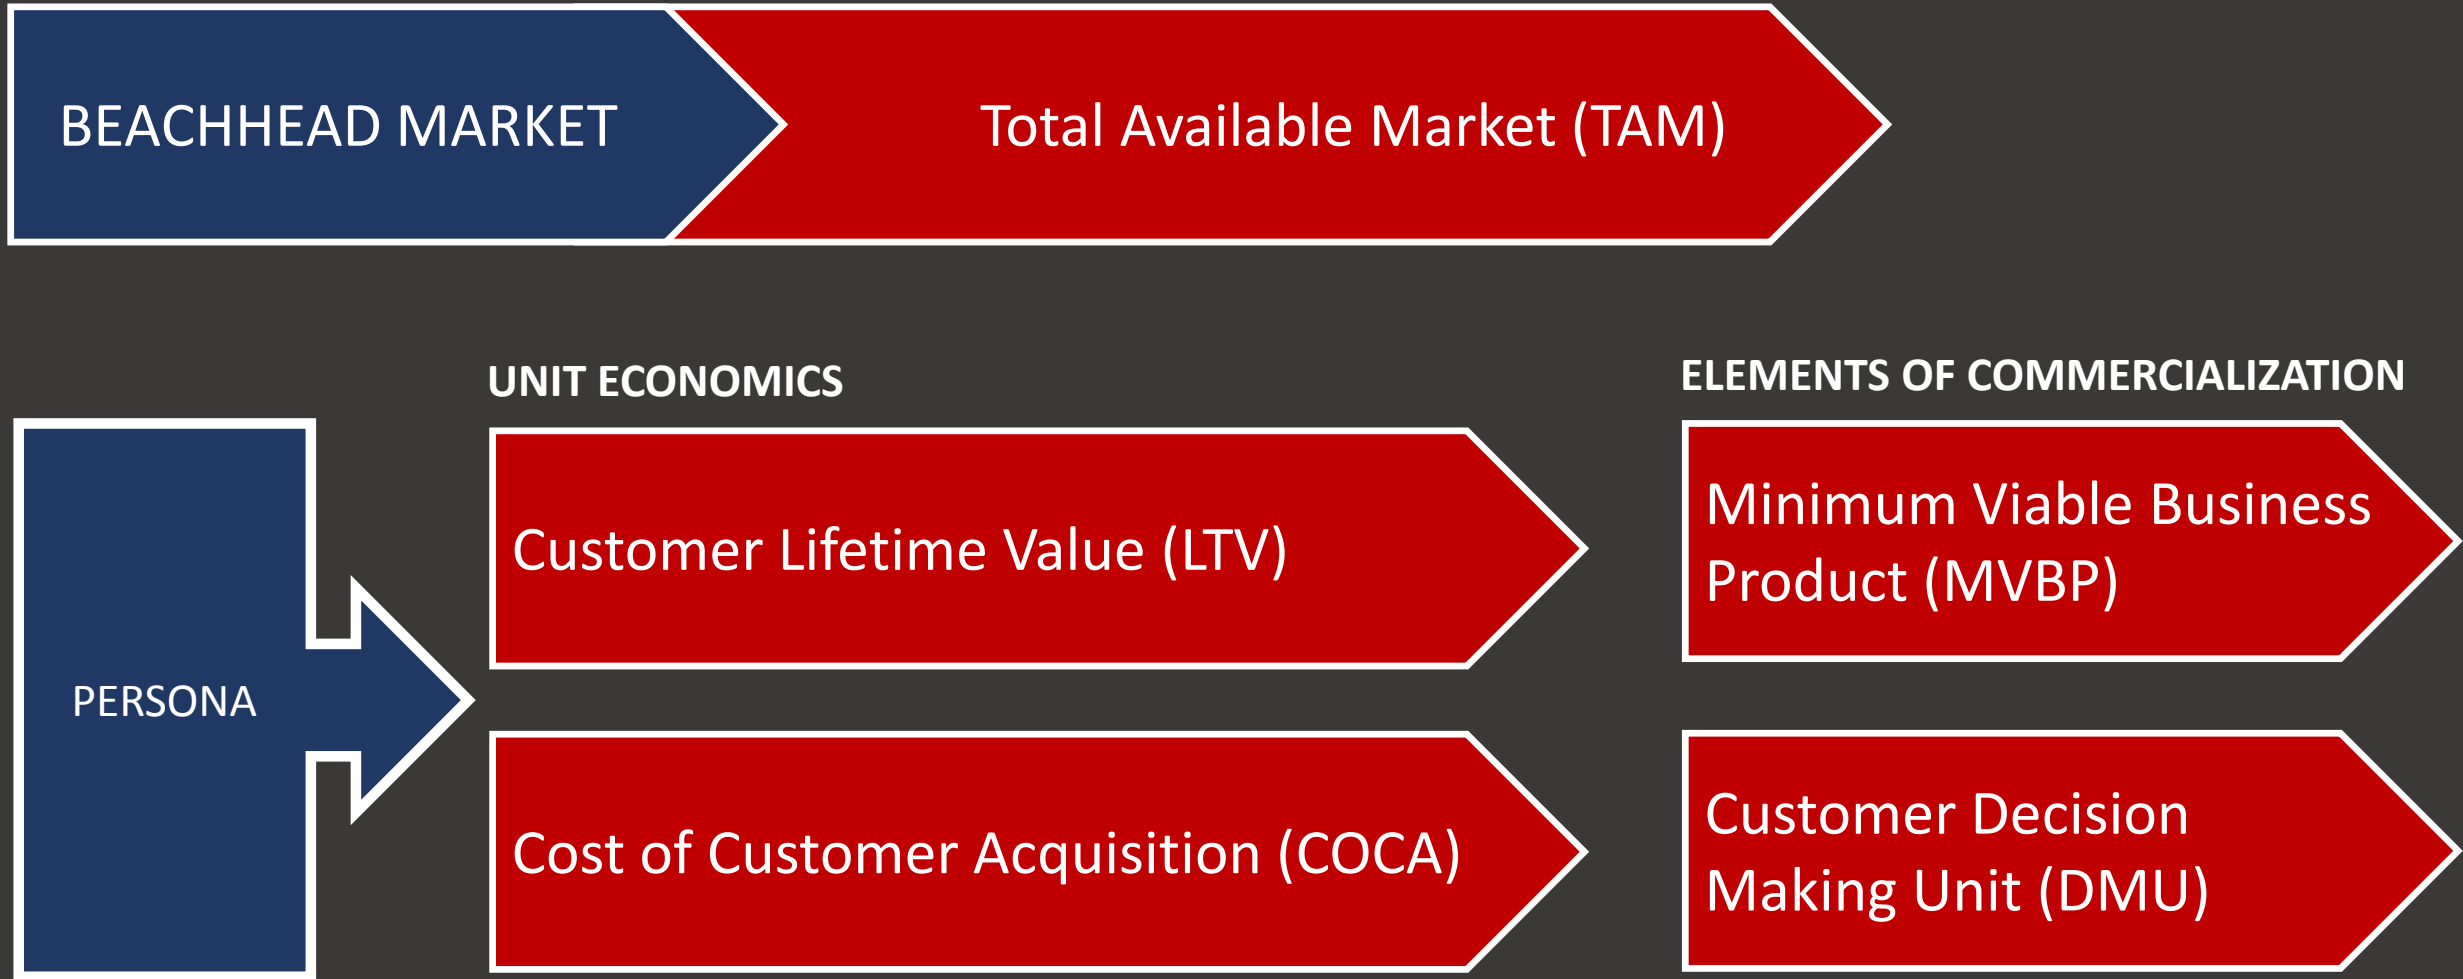 BEACHHEAD MARKET
Total Available Market (TAM)
UNIT ECONOMICS
ELEMENTS OF COMMERCIALIZATION
PERSONA
Customer Lifetime Value (LTV)
Cost of Customer Acquisition (COCA)
Minimum Viable Business
Product (MVBP)
Customer Decision
Making Unit (DMU)